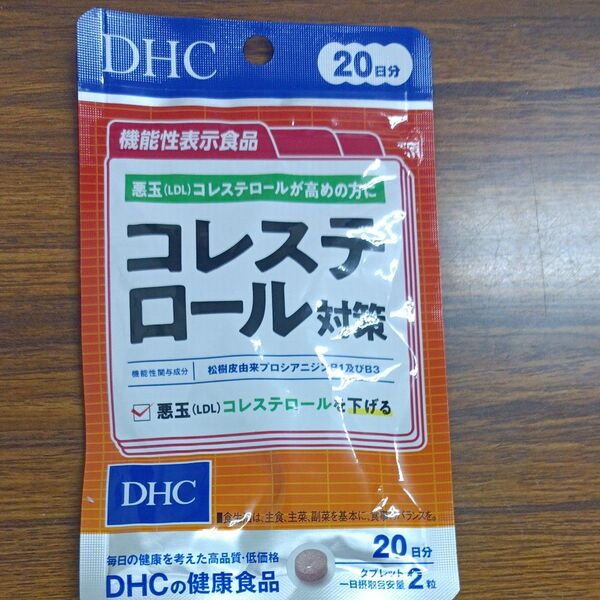 DHC
20日分
機能性表示食品
悪玉(LDL)コレステロールが高めの方に
コレステ
ロール対策
機能性関与成分 松樹皮由来プロシアニジンB1及びB3
悪玉(LDL)コレステロールを下げる
DHC
■食生活は、主食、主菜、副菜を基本に、食事のバランスを。
毎日の健康を考えた高品質・低価格
DHCの健康食品
20日分
タブレット
一日摂取目安量 2粒